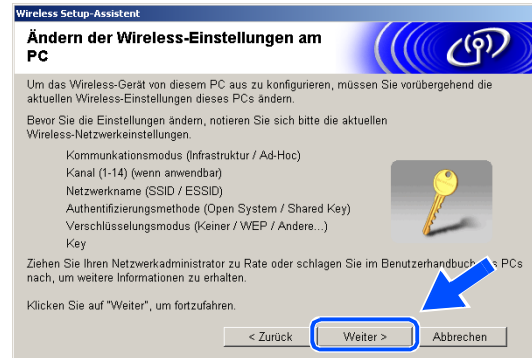 Wireless Setup-Assistent
Ändern der Wireless-Einstellungen am
PC
Um das Wireless-Gerät von diesem PC aus zu konfigurieren, müssen Sie vorübergehend die
aktuellen Wireless-Einstellungen dieses PCs ändern.
Bevor Sie die Einstellungen ändern, notieren Sie sich bitte die aktuellen
Wireless-Netzwerkeinstellungen.
Kommunkationsmodus (Infrastruktur / Ad-Hoc)
Kanal (1-14) (wenn anwendbar)
Netzwerkname (SSID / ESSID)
Authentifizierungsmethode (Open System / Shared Key)
Verschlüsselungsmodus (Keiner / WEP / Andere...)
Key
Ziehen Sie Ihren Netzwerkadministrator zu Rate oder schlagen Sie im Benutzerhandbuch PCs
nach, um weitere Informationen zu erhalten.
Klicken Sie auf "Weiter", um fortzufahren.
< Zurück Weiter > Abbrechen